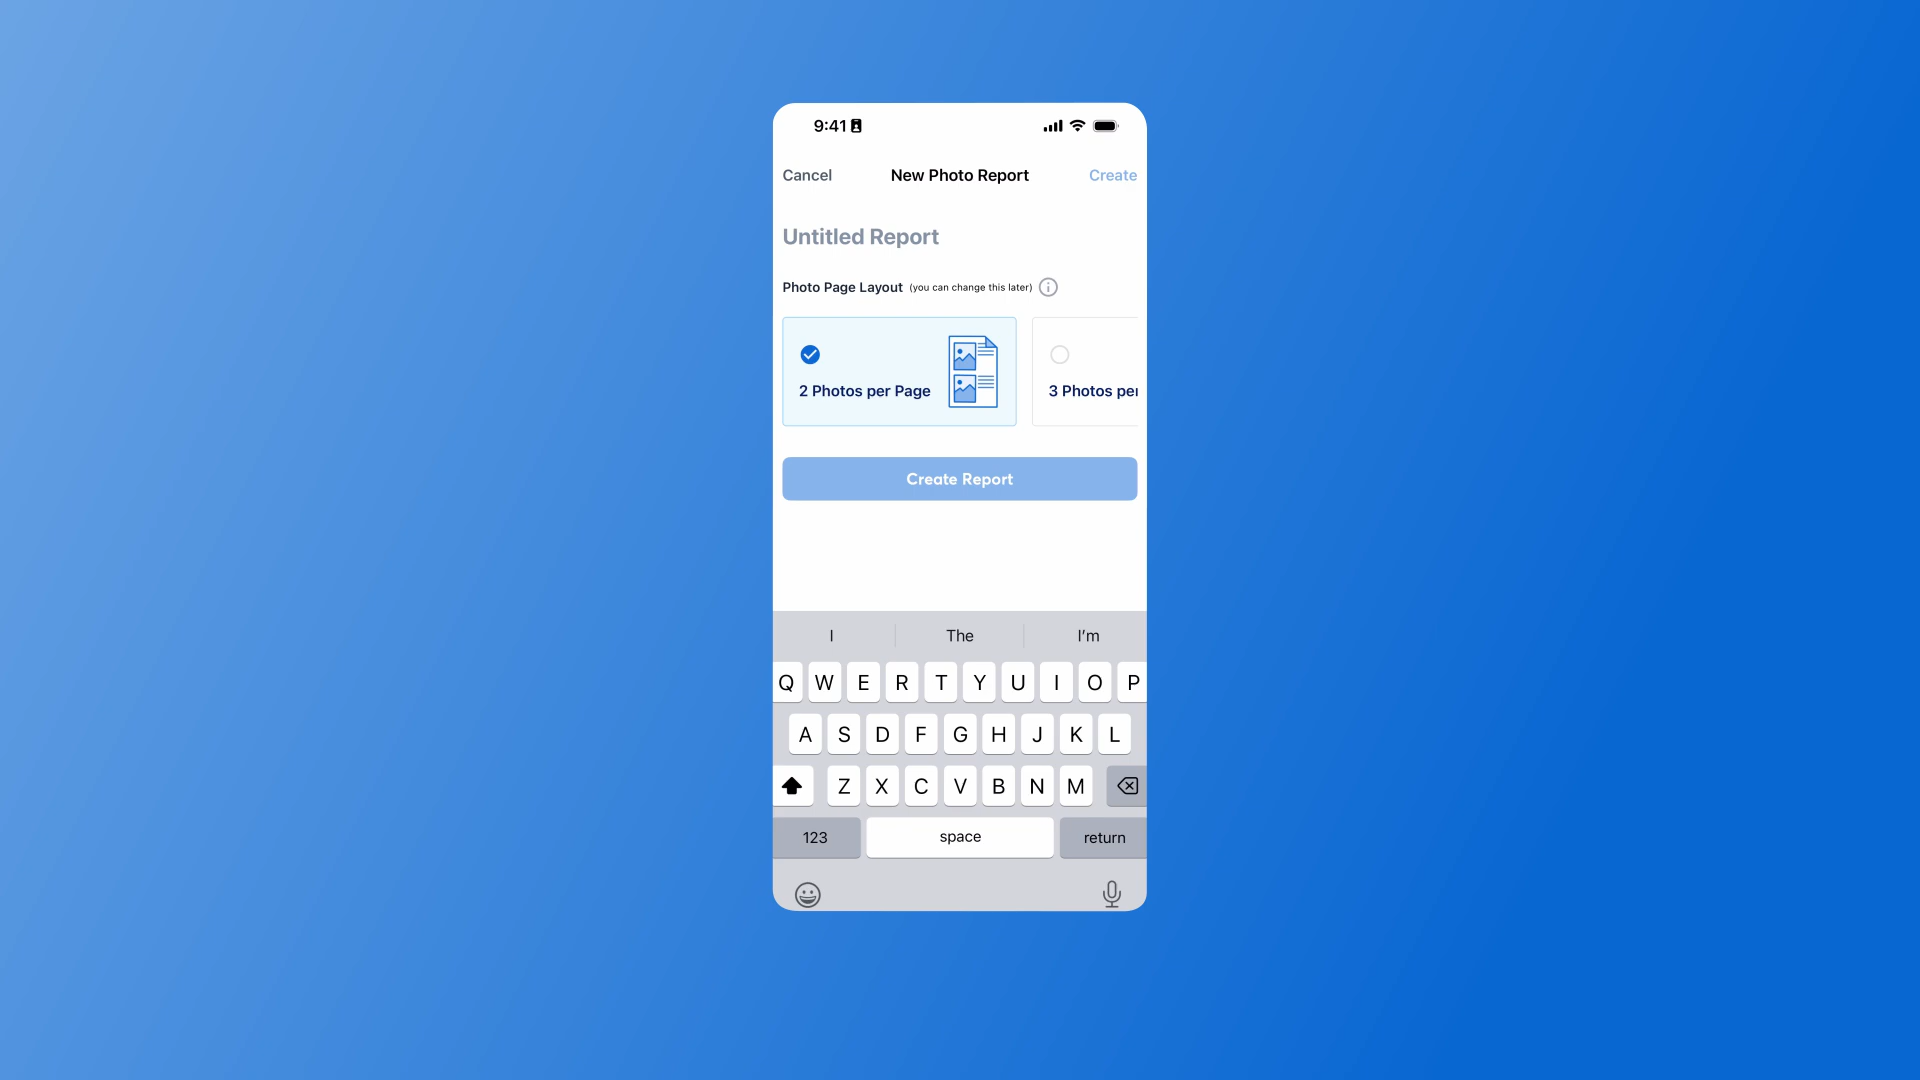 9:41
Cancel New Photo Report Create
Untitled Report
Photo Page Layout (you can change this later)
2 Photos per Page 3 Photos per
Create Report
I The I'm
Q W E R T Y U I O P
A S D F G H J K L
Z X C V B N M
123 space return